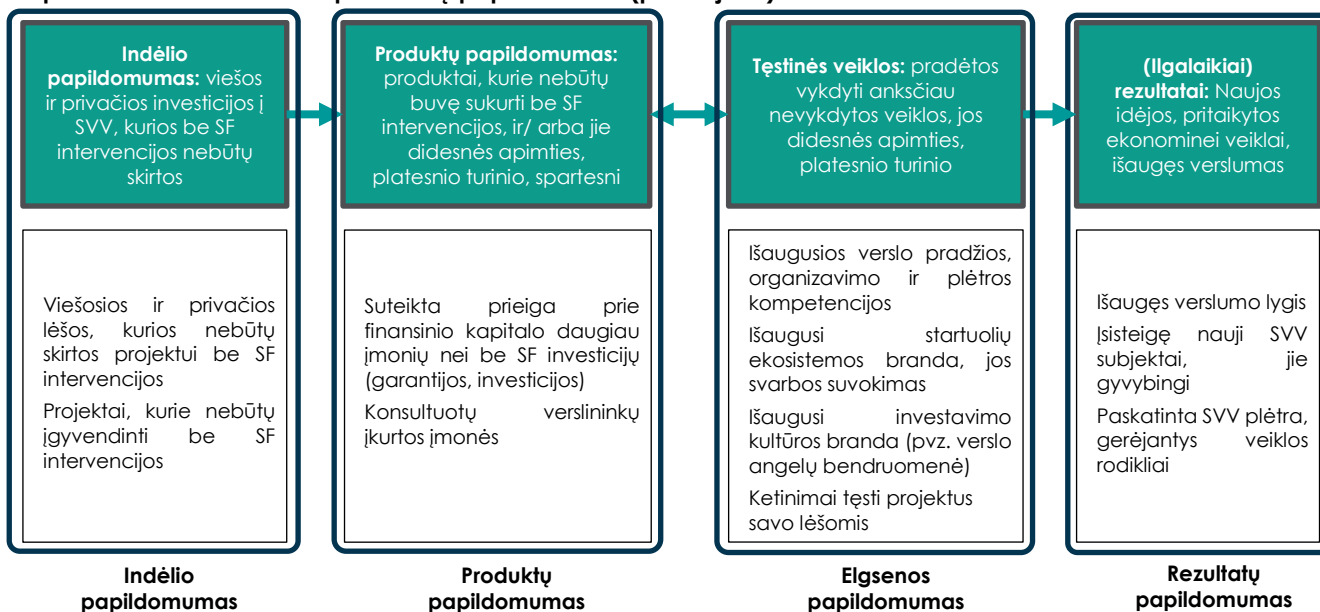 Indėlio
papildomumas: viešos
ir privačios investicijos į
SVV, kurios be SF
intervencijos nebūtų
skirtos
Viešosios ir privačios
lėšos, kurios nebūtų
skirtos projektui be SF
intervencijos
Projektai, kurie nebūtų
įgyvendinti be SF
intervencijos
Indėlio
papildomumas
Produktų papildomumas:
produktai, kurie nebūtų
buvę sukurti be SF
intervencijos, ir/ arba jie
didesnės apimties,
platesnio turinio, spartesni
Suteikta prieiga prie
finansinio kapitalo daugiau
įmonių nei be SF investicijų
(garantijos, investicijos)
Konsultuotų verslininkų
įkurtos įmonės
Produktų
papildomumas
Tęstinės veiklos: pradėtos
vykdyti anksčiau
nevykdytos veiklos, jos
didesnės apimties,
platesnio turinio
Išaugusios verslo pradžios,
organizavimo ir plėtros
kompetencijos
Išaugusi startuolių
ekosistemos branda, jos
svarbos suvokimas
Išaugusi investavimo
kultūros branda (pvz. verslo
angelų bendruomenė)
Ketinimai tęsti projektus
savo lėšomis
Elgsenos
papildomumas
(Ilgalaikiai)
rezultatai: Naujos
idėjos, pritaikytos
ekonominei veiklai,
išaugęs verslumas
Išaugęs verslumo lygis
Įsisteigę nauji SVV
subjektai, jie
gyvybingi
Paskatinta SVV plėtra,
gerėjantys veiklos
rodikliai
Rezultatų
papildomumas